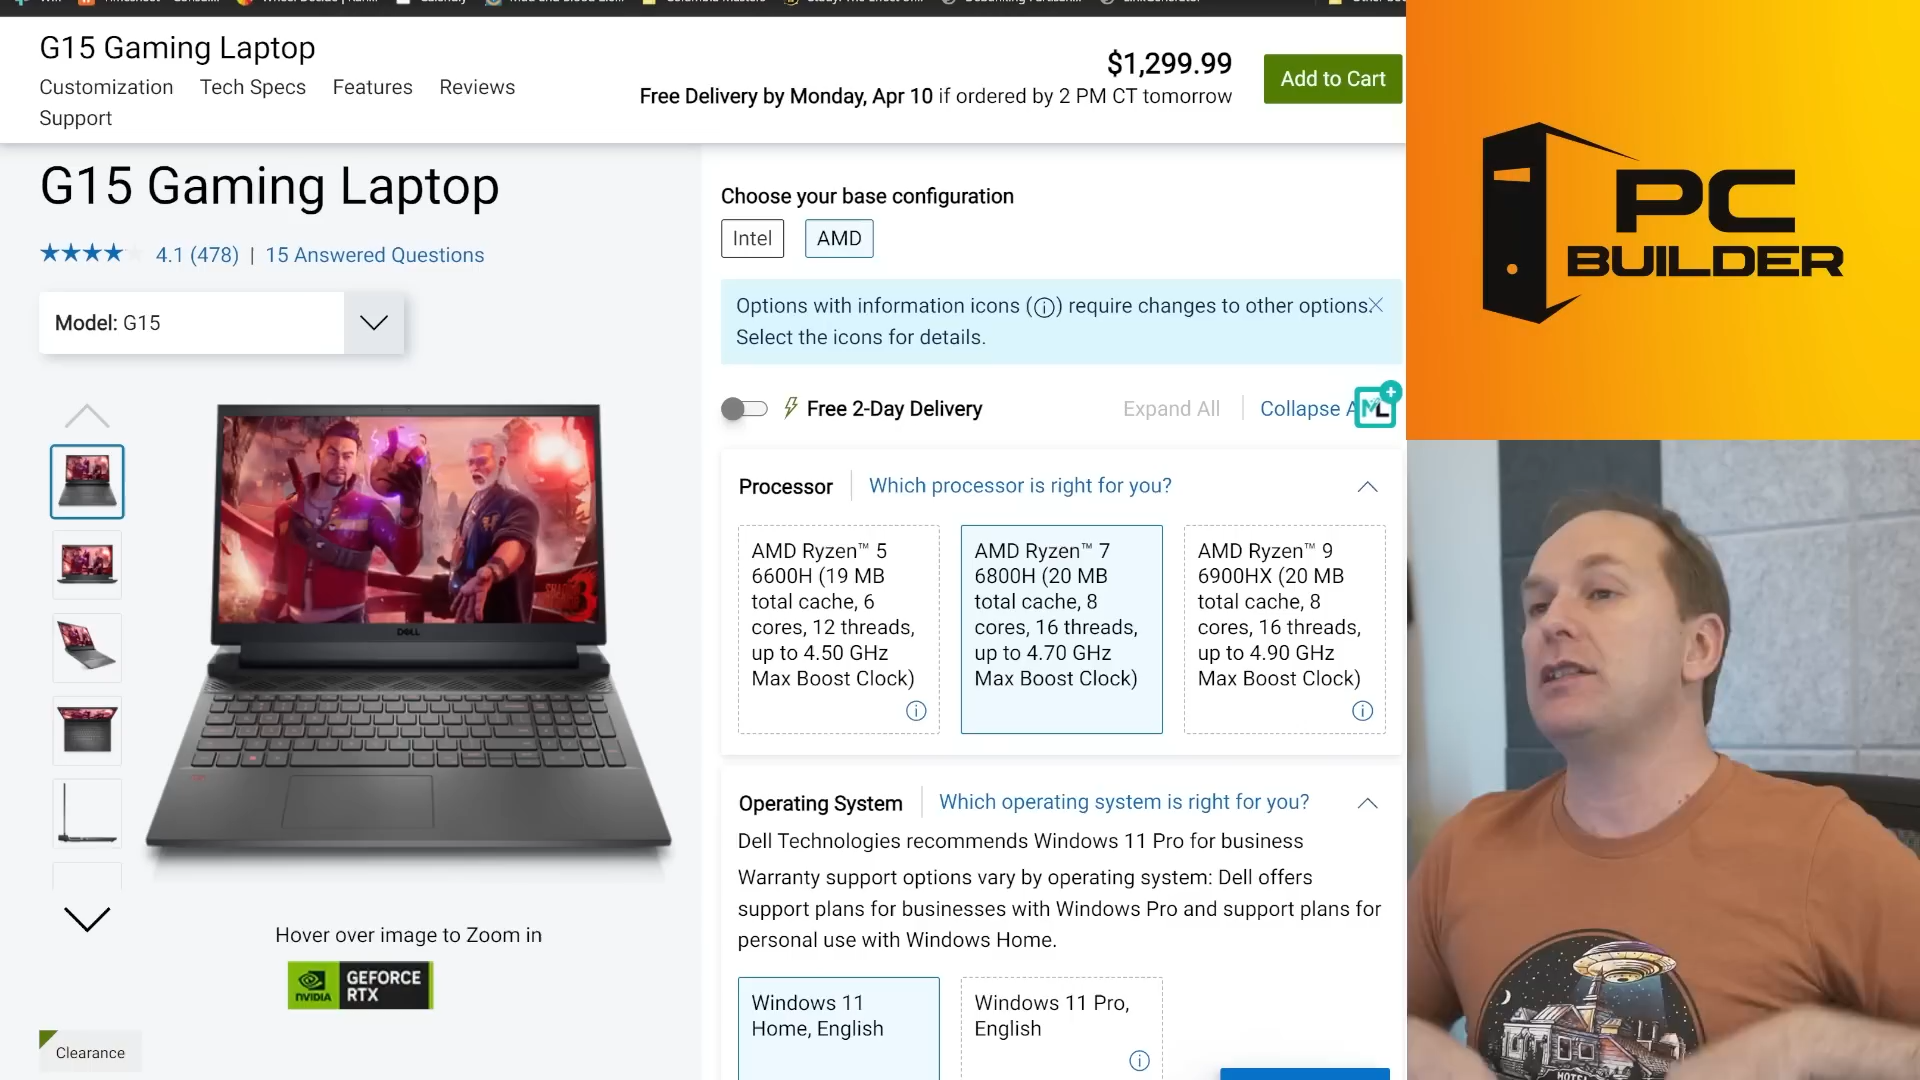 G15 Gaming Laptop
Customization Tech Specs Features Reviews
Support
$1,299.99
Free Delivery by Monday, Apr 10 if ordered by 2 PM CT tomorrow
Add to Cart
G15 Gaming Laptop
4.1 (478) | 15 Answered Questions
Model: G15
DELL
Hover over image to Zoom in
NVIDIA
GEFORCE
RTX
Clearance
Choose your base configuration
Intel
AMD
Options with information icons (i) require changes to other options.
Select the icons for details.
Free 2-Day Delivery
Expand All
Collapse A
ML
Processor
Which processor is right for you?
AMD Ryzen™ 5
6600H (19 MB
total cache, 6
cores, 12 threads,
up to 4.50 GHz
Max Boost Clock)
AMD Ryzen™ 7
6800H (20 MB
total cache, 8
cores, 16 threads,
up to 4.70 GHz
Max Boost Clock)
AMD Ryzen™ 9
6900HX (20 MB
total cache, 8
cores, 16 threads,
up to 4.90 GHz
Max Boost Clock)
Operating System
Which operating system is right for you?
Dell Technologies recommends Windows 11 Pro for business
Warranty support options vary by operating system: Dell offers
support plans for businesses with Windows Pro and support plans for
personal use with Windows Home.
Windows 11
Home, English
Windows 11 Pro,
English
PC
BUILDER
HOTEL